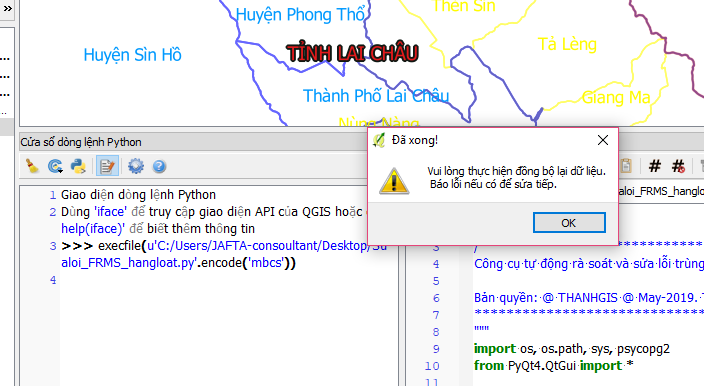 Huyện Phong Thổ
Then Sin
Huyện Sìn Hồ
TỈNH LAI CHÂU
Tả Lèng
Thành Phố Lai Châu
Giang Ma
Nùng Nàng
Cửa sổ dòng lệnh Python
Đã xong!
Vui lòng thực hiện đồng bộ lại dữ liệu.
Báo lỗi nếu có để sửa tiếp.
OK
1 Giao diện dòng lệnh Python
2 Dùng 'iface' để truy cập giao diện API của QGIS hoặc
help(iface)' để biết thêm thông tin
3 >>> execfile(u'C:/Users/JAFTA-consultant/Desktop/Su
aloi_FRMS_hangloat.py'.encode('mbcs'))
4
aloi_FRMS_hangloa
4 Công cụ tự động rà soát và sửa lỗi trùng
5
6 Bản quyền: @ THANHGIS @ May-2019. T
7 ********************************
8 """
9 import os, os.path, sys, psycopg2
10 from PyQt4.QtGui import *
11